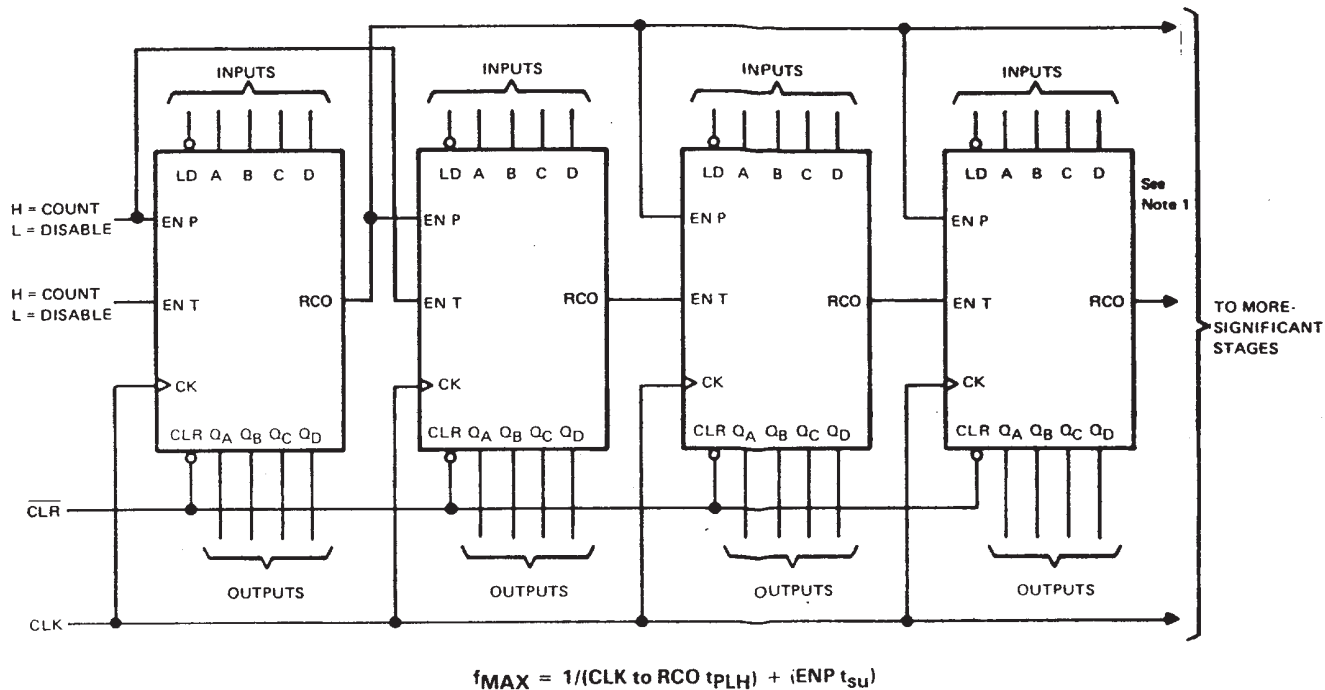 INPUTS INPUTS INPUTS INPUTS
LD A B C D LD A B C D LD A B C D LD A B C D
See
Note 1
H = COUNT
L = DISABLE
EN P EN P EN P EN P
H = COUNT
L = DISABLE
EN T RCO EN T RCO EN T RCO EN T RCO
TO MORE-
SIGNIFICANT
STAGES
CK CK CK CK
CLR QA QB QC QD CLR QA QB QC QD CLR QA QB QC QD CLR QA QB QC QD
CLR
OUTPUTS OUTPUTS OUTPUTS OUTPUTS
CLK
fMAX = 1/(CLK to RCO tPLH) + (ENP tsu)